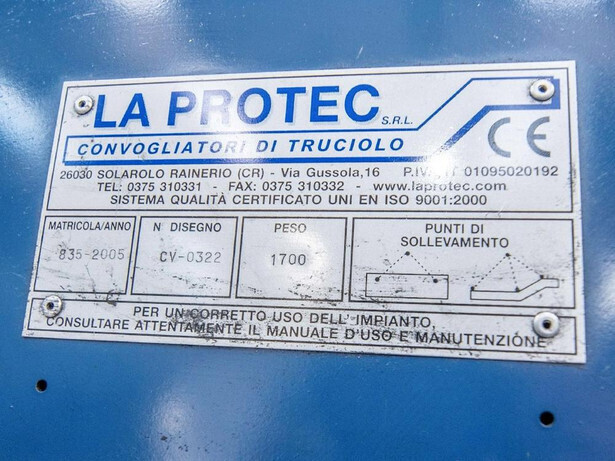 LA PROTEC S.R.L.
CONVOGLIATORI DI TRUCIOLO
CE
26030 SOLAROLO RAINERIO (CR) - Via Gussola,16 P.IVA IT 01095020192
TEL: 0375 310331 - FAX: 0375 310332 - www.laprotec.com
SISTEMA QUALITÀ CERTIFICATO UNI EN ISO 9001:2000
MATRICOLA/ANNO
835-2005
N DISEGNO
CV-0322
PESO
1700
PUNTI DI
SOLLEVAMENTO
PER UN CORRETTO USO DELL'IMPIANTO,
CONSULTARE ATTENTAMENTE IL MANUALE D'USO E MANUTENZIONE